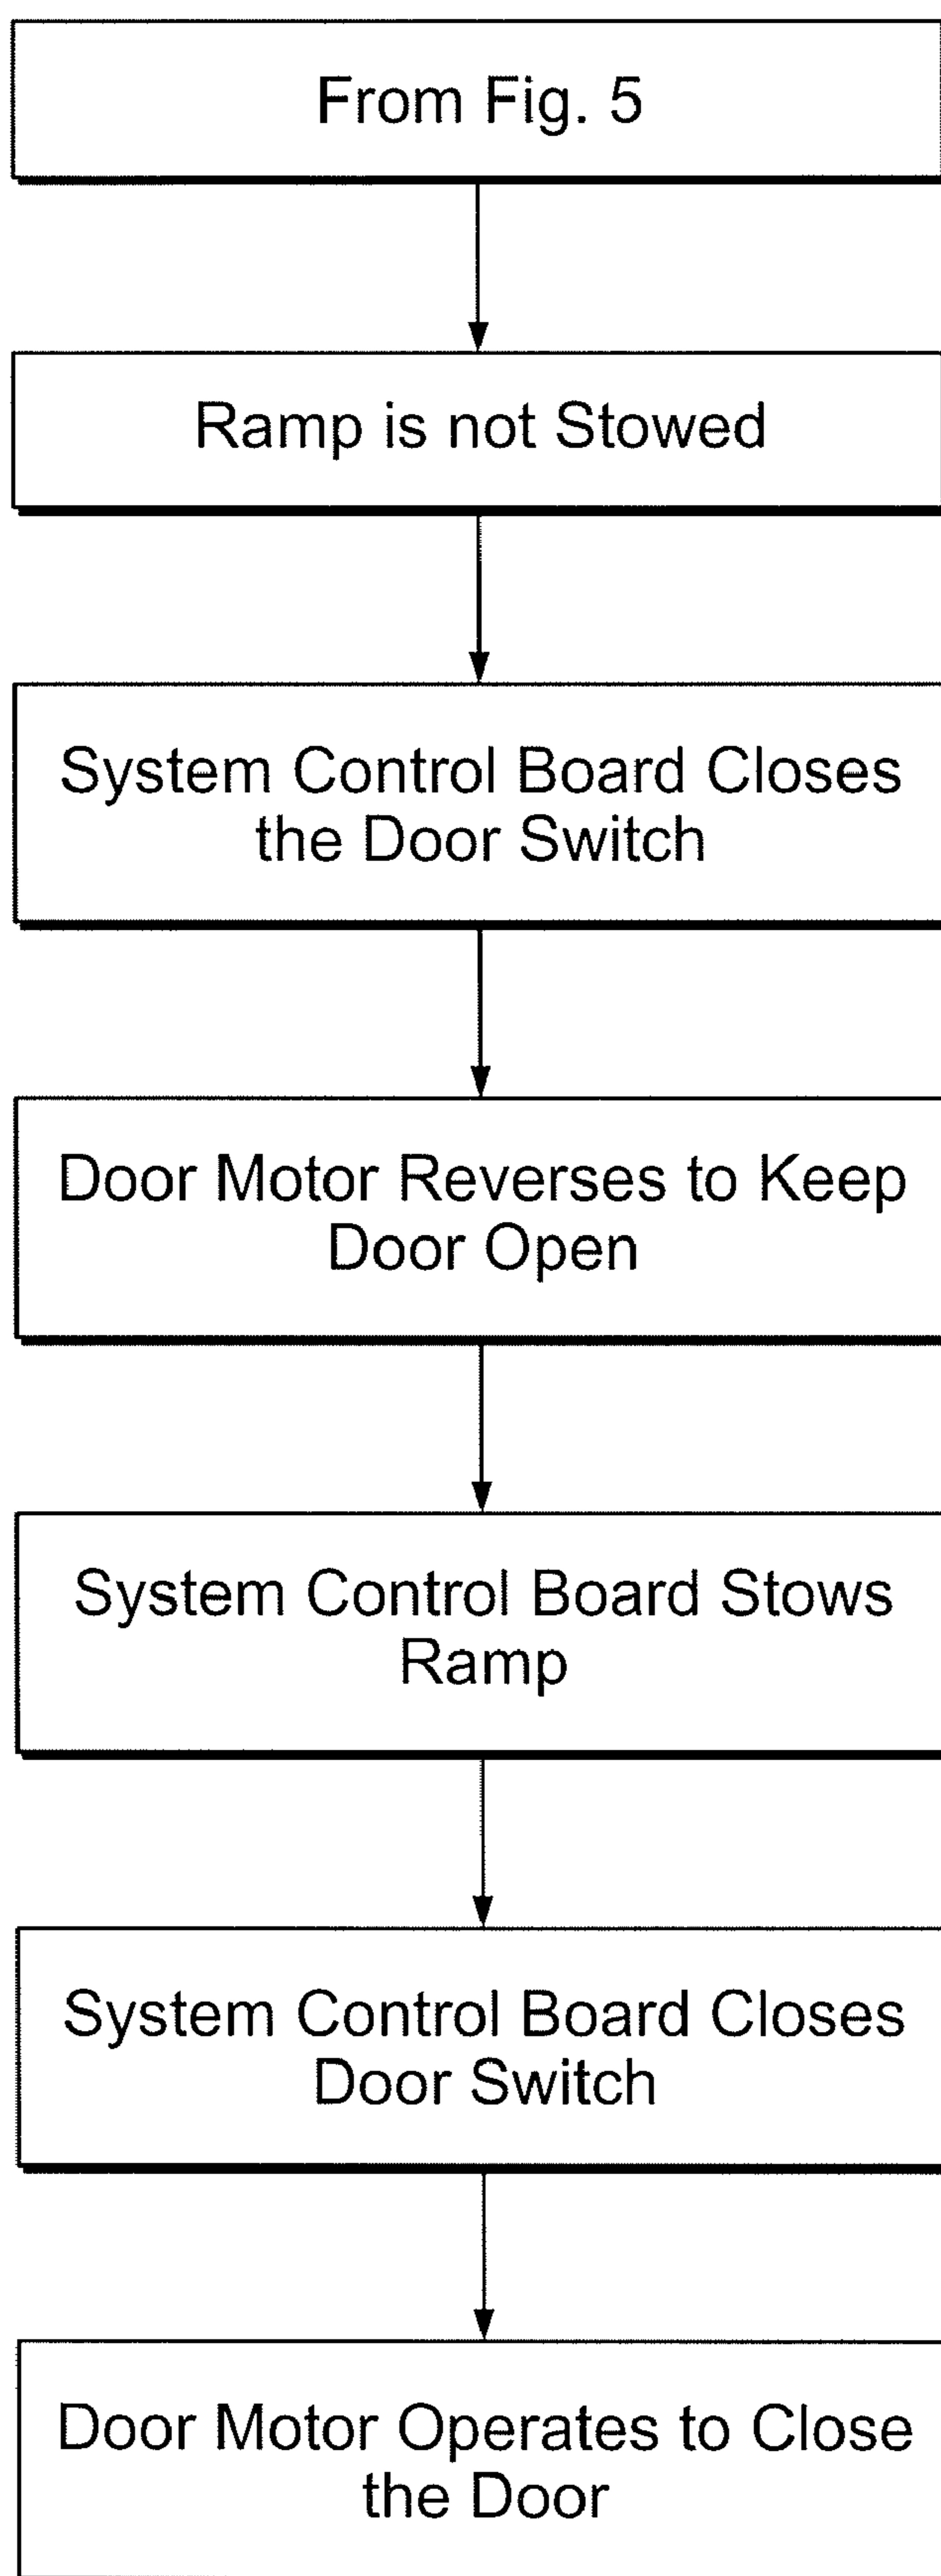 From Fig. 5
Ramp is not Stowed
System Control Board Closes
the Door Switch
Door Motor Reverses to Keep
Door Open
System Control Board Stows
Ramp
System Control Board Closes
Door Switch
Door Motor Operates to Close
the Door